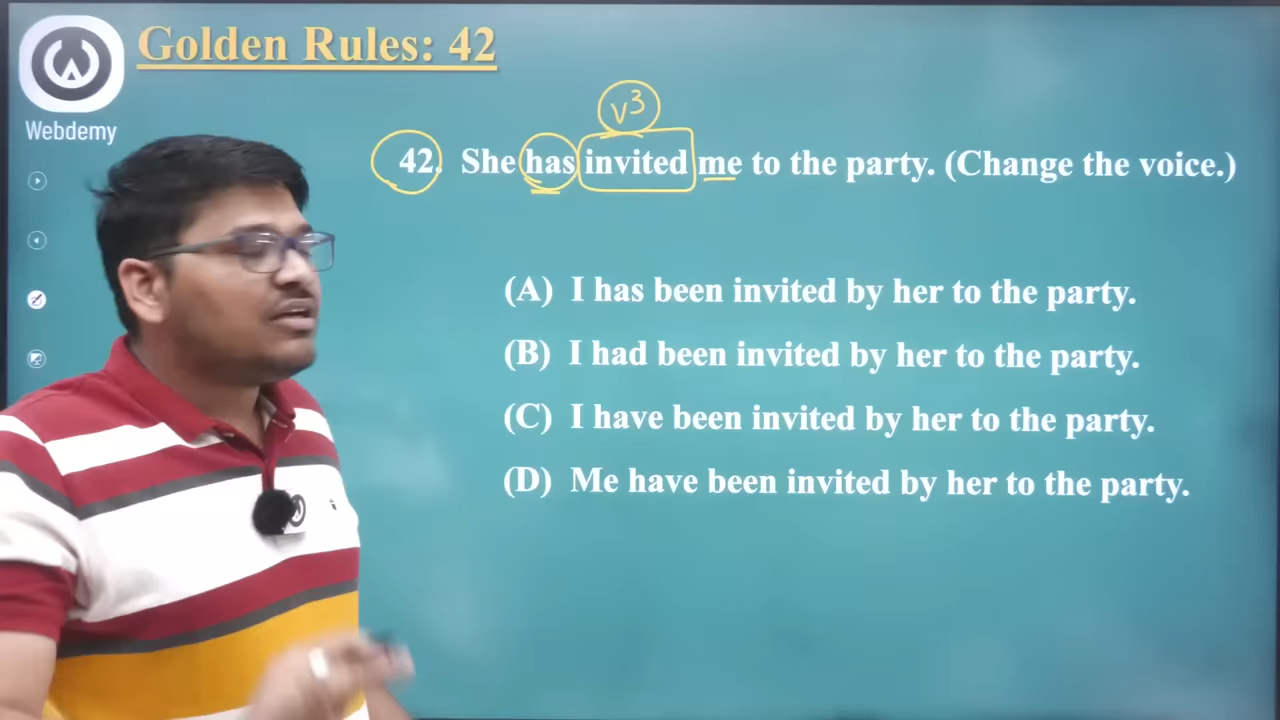 Golden Rules: 42
Webdemy
V3
42. She has invited me to the party. (Change the voice.)
(A) I has been invited by her to the party.
(B) I had been invited by her to the party.
(C) I have been invited by her to the party.
(D) Me have been invited by her to the party.